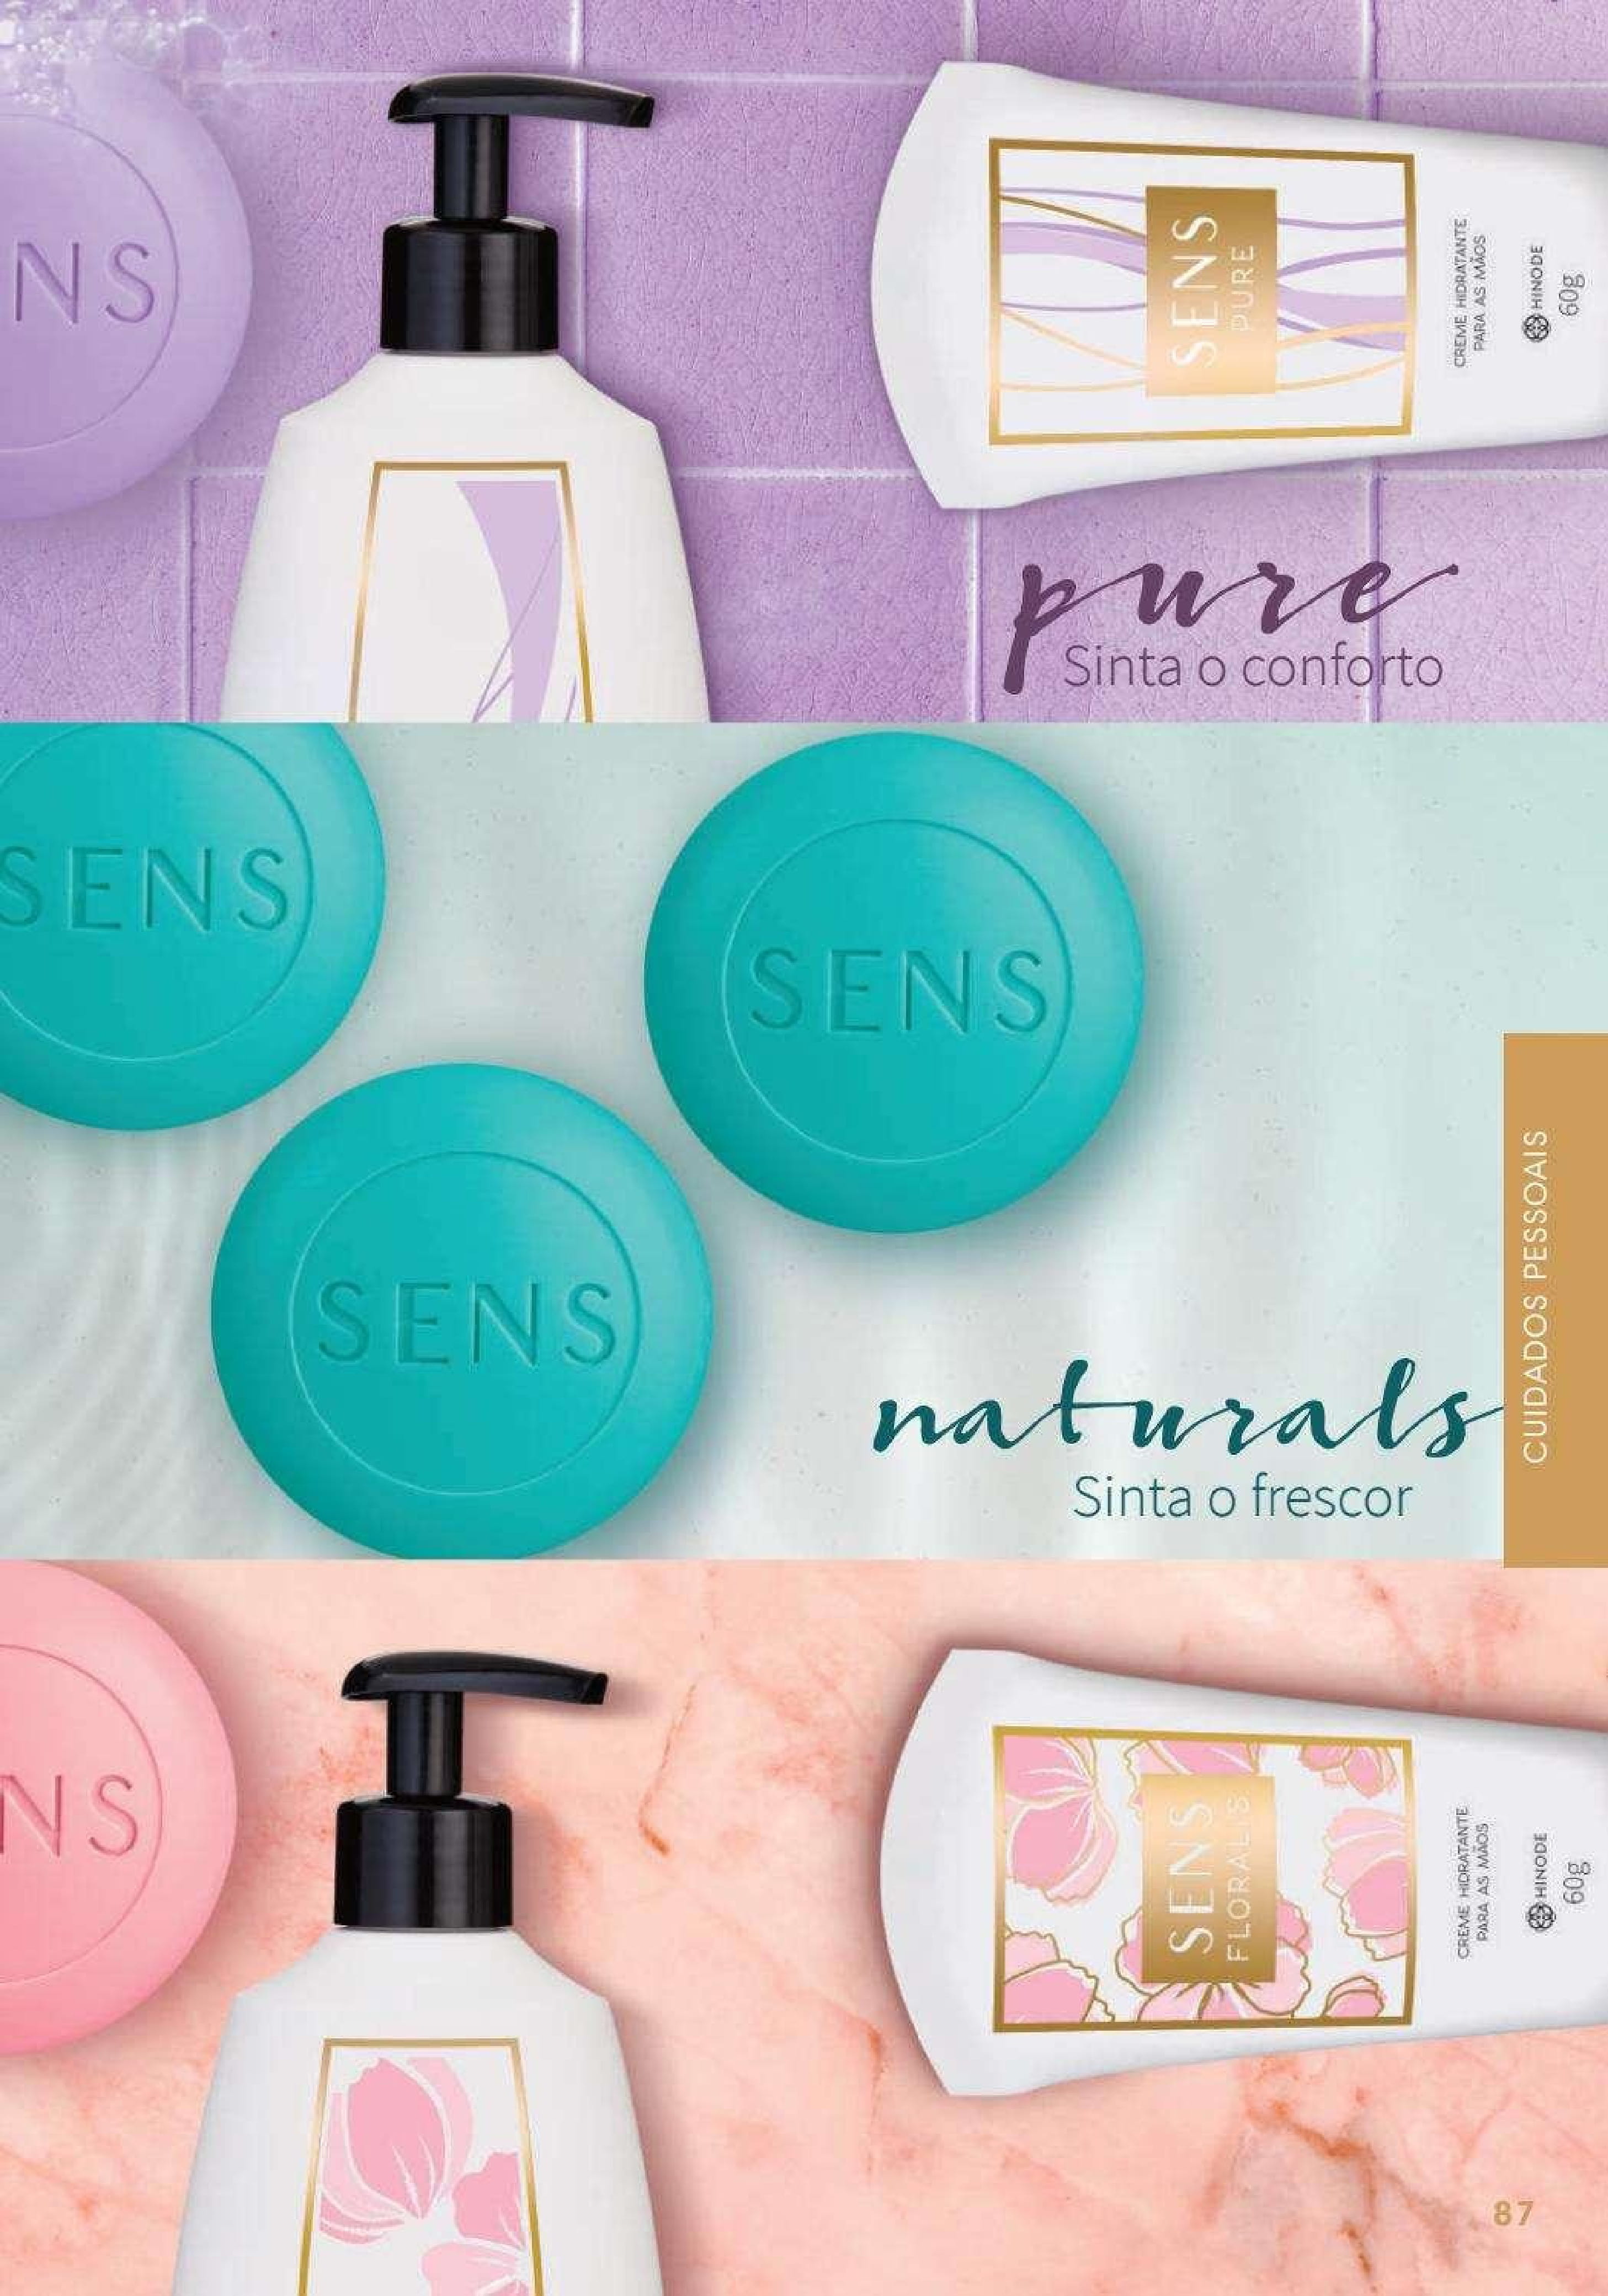 NS
SENS
PURE
CREME HIDRATANTE
PARA AS MÃOS
HINODE
60g
pure
Sinta o conforto
SENS
SENS
SENS
naturals
Sinta o frescor
CUIDADOS PESSOAIS
NS
SENS
FLORALIS
CREME HIDRATANTE
PARA AS MÃOS
HINODE
60g
87